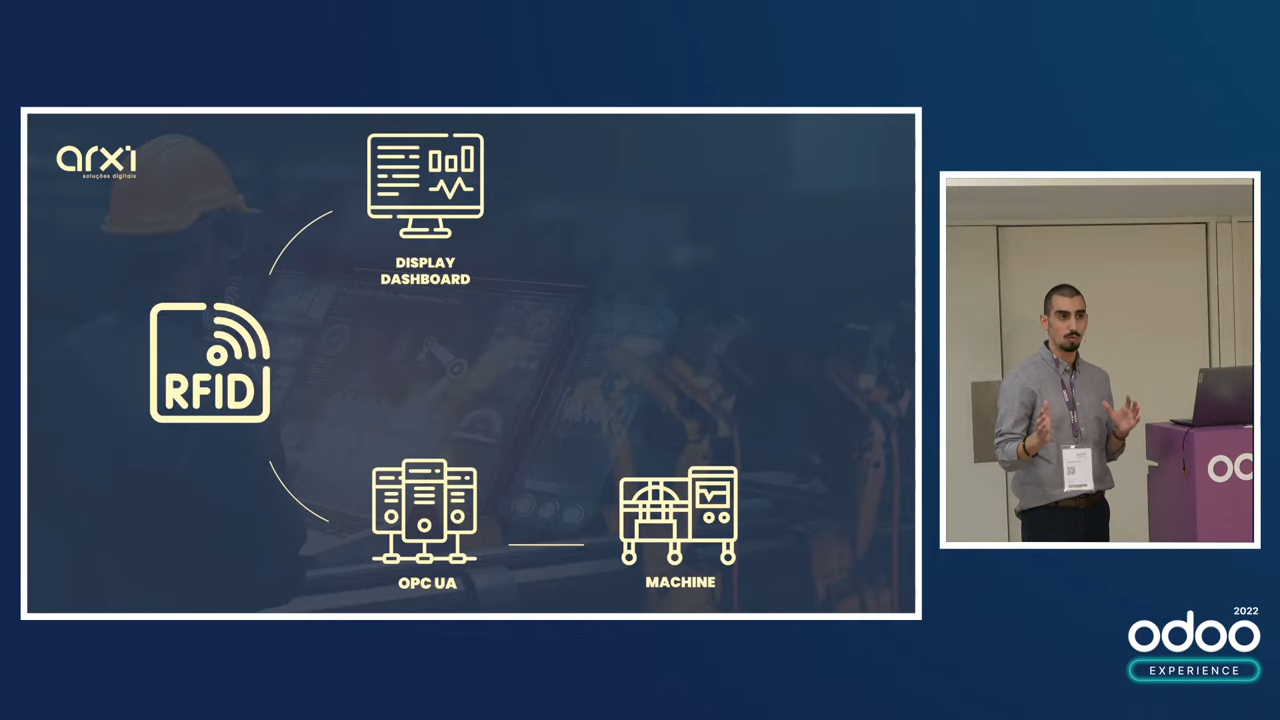 arxi
soluções digitais
DISPLAY
DASHBOARD
RFID
OPC UA
MACHINE
2022
odoo
EXPERIENCE